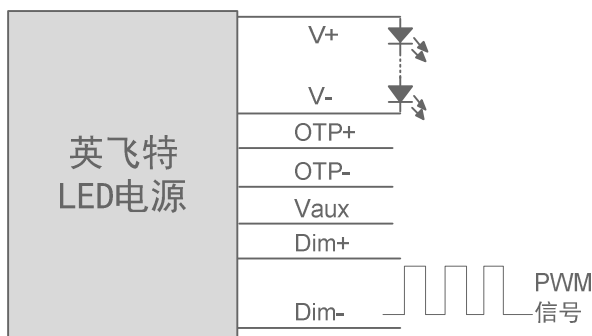 英飞特
LED电源
V+
V-
OTP+
OTP-
Vaux
Dim+
Dim-
PWM
信号